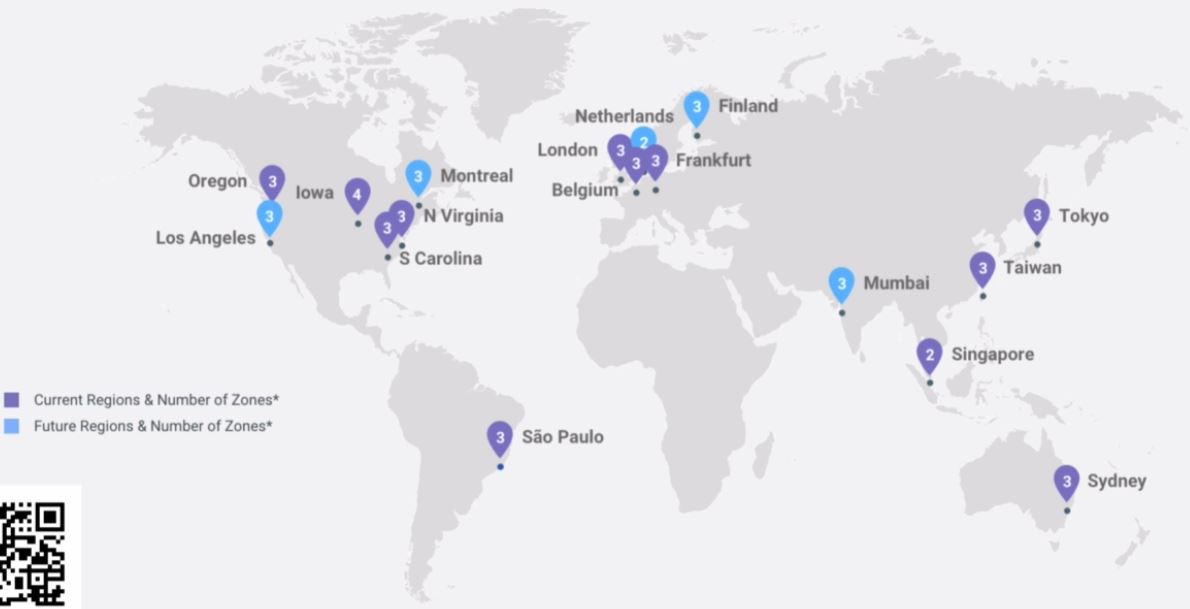 3 Finland
Netherlands
2
London 3
3
3 Frankfurt
Belgium
Oregon 3
Iowa 4
3 Montreal
3
Los Angeles
3 N Virginia
3
S Carolina
3 Tokyo
3 Taiwan
3 Mumbai
2 Singapore
Current Regions & Number of Zones*
Future Regions & Number of Zones*
3 São Paulo
3 Sydney